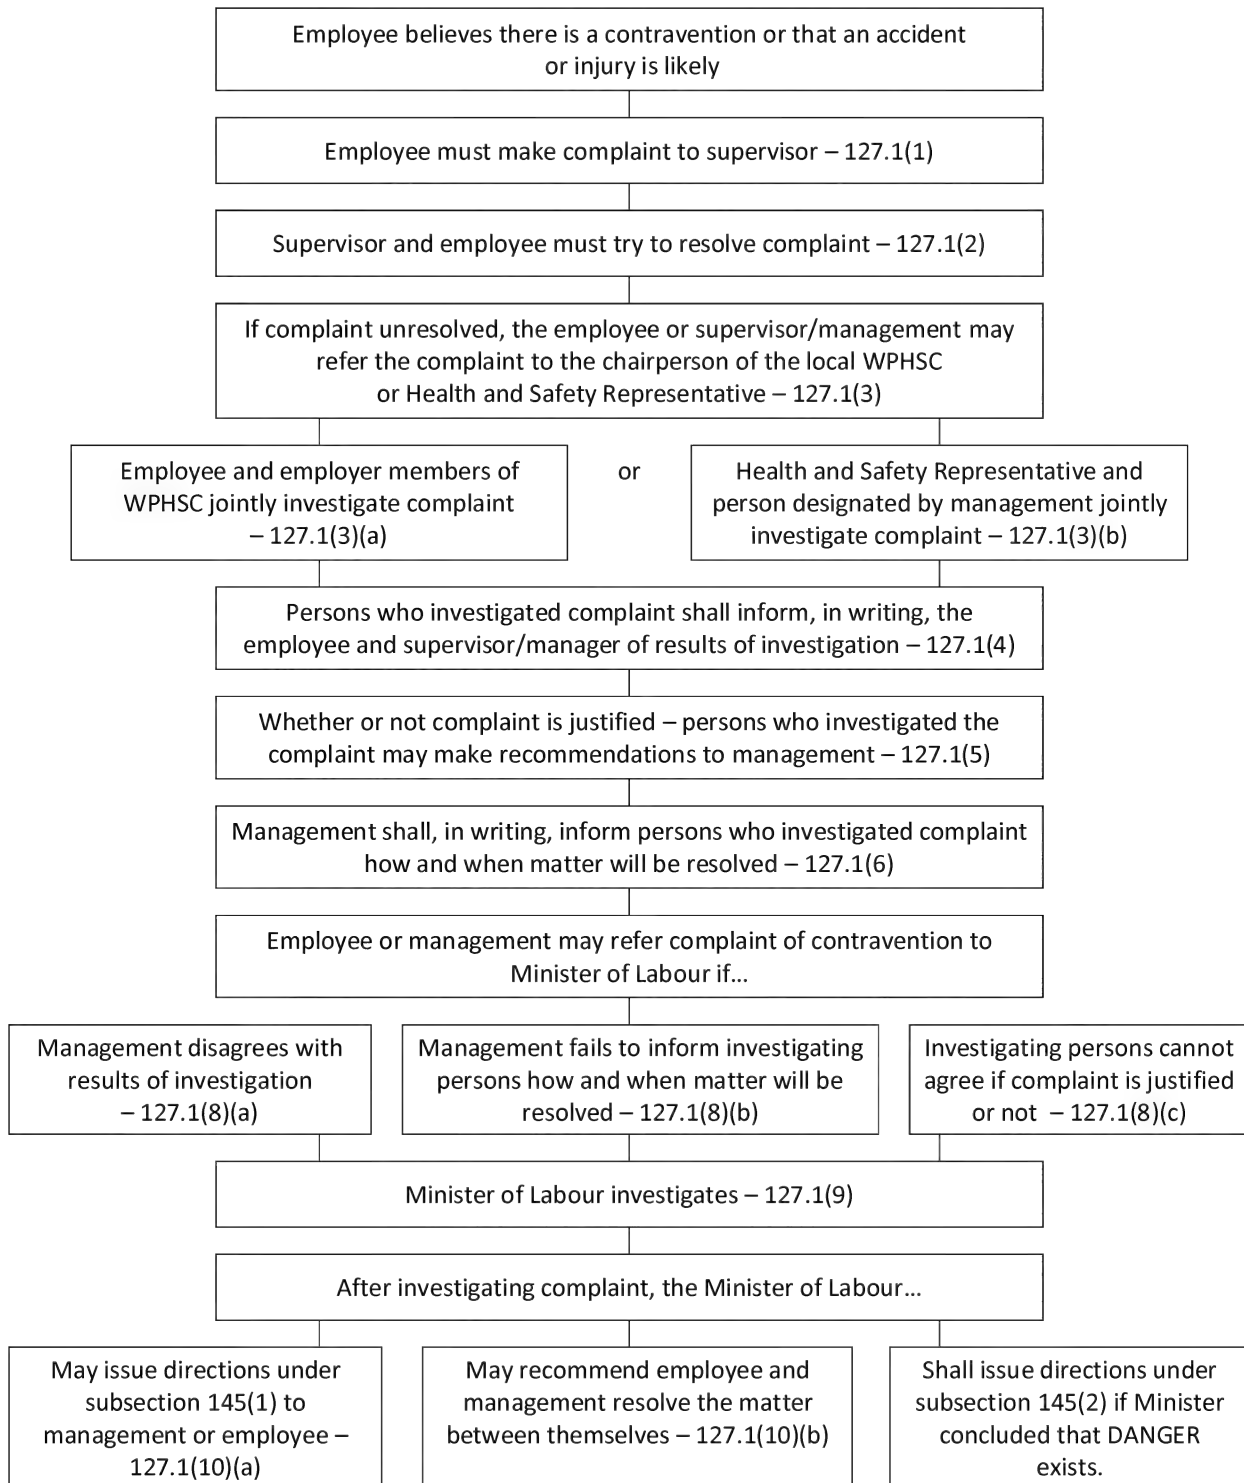 Employee believes there is a contravention or that an accident
or injury is likely
Employee must make complaint to supervisor – 127.1(1)
Supervisor and employee must try to resolve complaint – 127.1(2)
If complaint unresolved, the employee or supervisor/management may
refer the complaint to the chairperson of the local WPHSC
or Health and Safety Representative – 127.1(3)
Employee and employer members of
WPHSC jointly investigate complaint
– 127.1(3)(a)
or
Health and Safety Representative and
person designated by management jointly
investigate complaint – 127.1(3)(b)
Persons who investigated complaint shall inform, in writing, the
employee and supervisor/manager of results of investigation – 127.1(4)
Whether or not complaint is justified – persons who investigated the
complaint may make recommendations to management – 127.1(5)
Management shall, in writing, inform persons who investigated complaint
how and when matter will be resolved – 127.1(6)
Employee or management may refer complaint of contravention to
Minister of Labour if...
Management disagrees with
results of investigation
– 127.1(8)(a)
Management fails to inform investigating
persons how and when matter will be
resolved – 127.1(8)(b)
Investigating persons cannot
agree if complaint is justified
or not – 127.1(8)(c)
Minister of Labour investigates – 127.1(9)
After investigating complaint, the Minister of Labour...
May issue directions under
subsection 145(1) to
management or employee –
127.1(10)(a)
May recommend employee and
management resolve the matter
between themselves – 127.1(10)(b)
Shall issue directions under
subsection 145(2) if Minister
concluded that DANGER
exists.